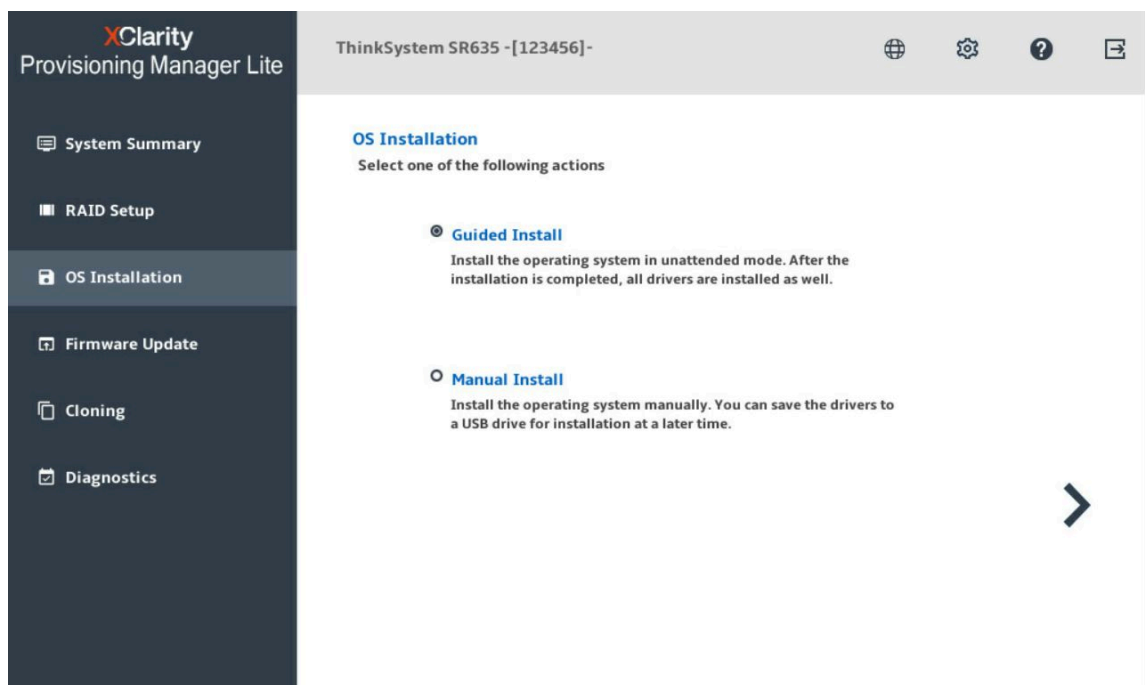 XClarity
Provisioning Manager Lite
ThinkSystem SR635 -[123456]-
System Summary
RAID Setup
OS Installation
Firmware Update
Cloning
Diagnostics
OS Installation
Select one of the following actions
Guided Install
Install the operating system in unattended mode. After the
installation is completed, all drivers are installed as well.
Manual Install
Install the operating system manually. You can save the drivers to
a USB drive for installation at a later time.